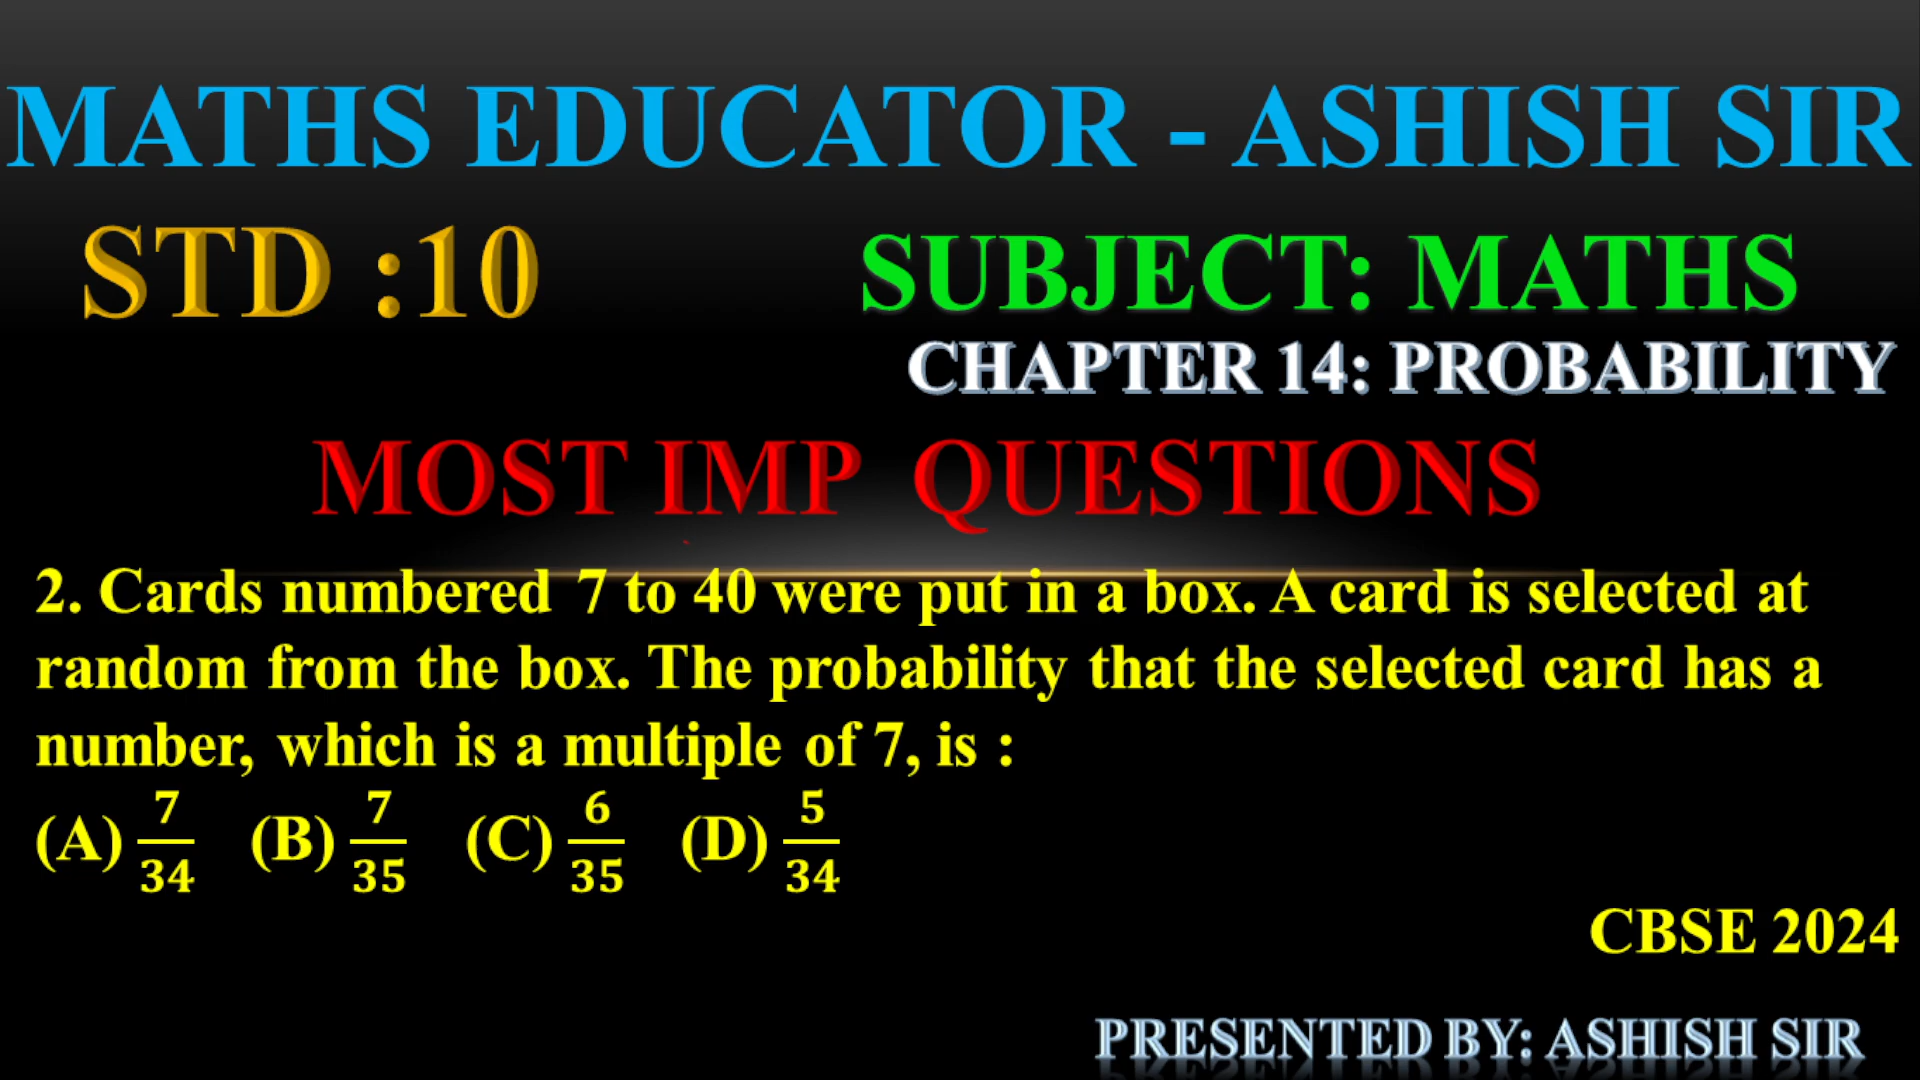 MATHS EDUCATOR - ASHISH SIR
STD :10 SUBJECT: MATHS
CHAPTER 14: PROBABILITY
MOST IMP QUESTIONS
2. Cards numbered 7 to 40 were put in a box. A card is selected at
random from the box. The probability that the selected card has a
number, which is a multiple of 7, is :
(A) 7/34 (B) 7/35 (C) 6/35 (D) 5/34
CBSE 2024
PRESENTED BY: ASHISH SIR